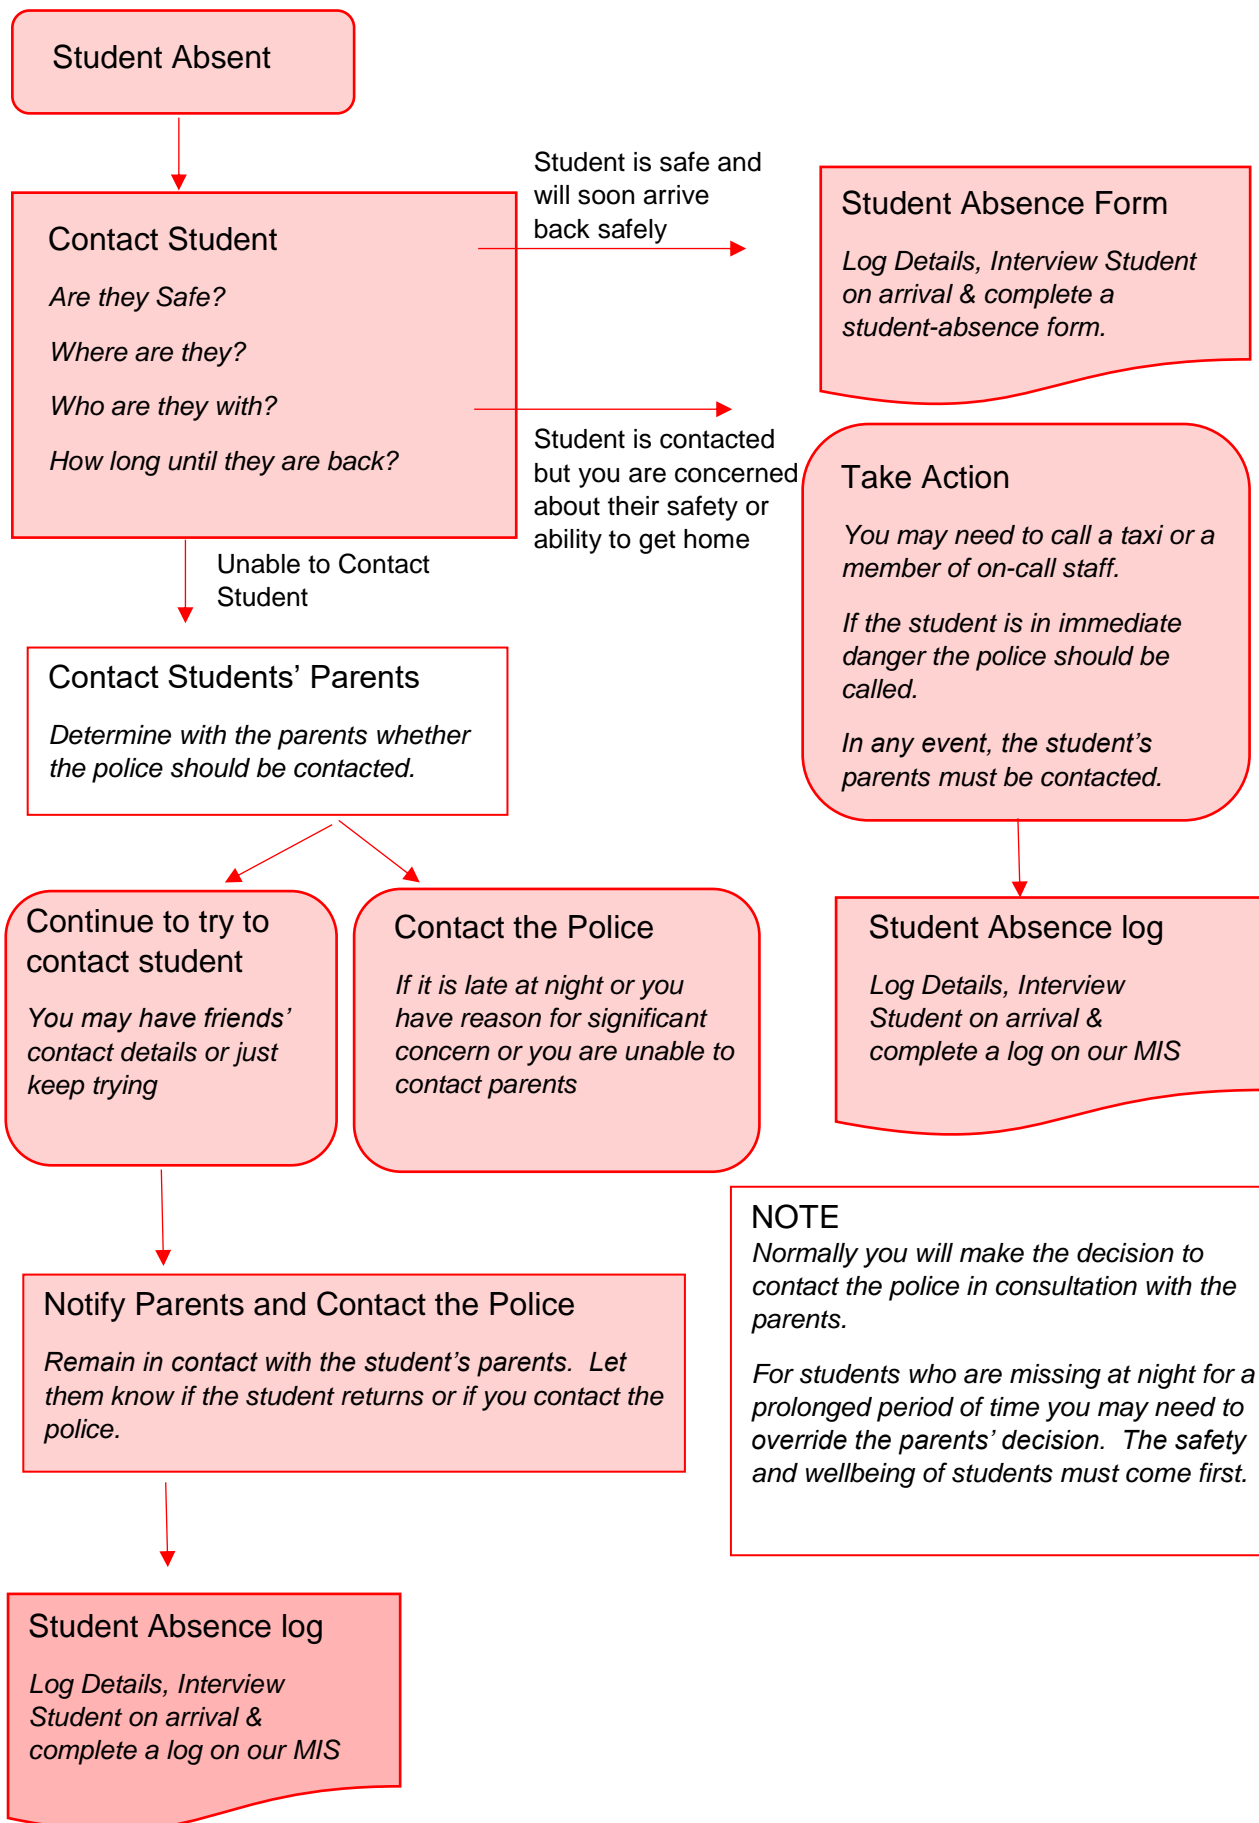 Student Absent
Student is safe and
will soon arrive
back safely
Contact Student
Are they Safe?
Where are they?
Who are they with?
How long until they are back?
Student Absence Form
Log Details, Interview Student
on arrival & complete a
student-absence form.
Student is contacted
but you are concerned
about their safety or
ability to get home
Take Action
You may need to call a taxi or a
member of on-call staff.
If the student is in immediate
danger the police should be
called.
In any event, the student’s
parents must be contacted.
Unable to Contact
Student
Contact Students’ Parents
Determine with the parents whether
the police should be contacted.
Continue to try to
contact student
You may have friends’
contact details or just
keep trying
Contact the Police
If it is late at night or you
have reason for significant
concern or you are unable to
contact parents
Student Absence log
Log Details, Interview
Student on arrival &
complete a log on our MIS
NOTE
Normally you will make the decision to
contact the police in consultation with the
parents.
For students who are missing at night for a
prolonged period of time you may need to
override the parents’ decision.  The safety
and wellbeing of students must come first.
Notify Parents and Contact the Police
Remain in contact with the student’s parents.  Let
them know if the student returns or if you contact the
police.
Student Absence log
Log Details, Interview
Student on arrival &
complete a log on our MIS